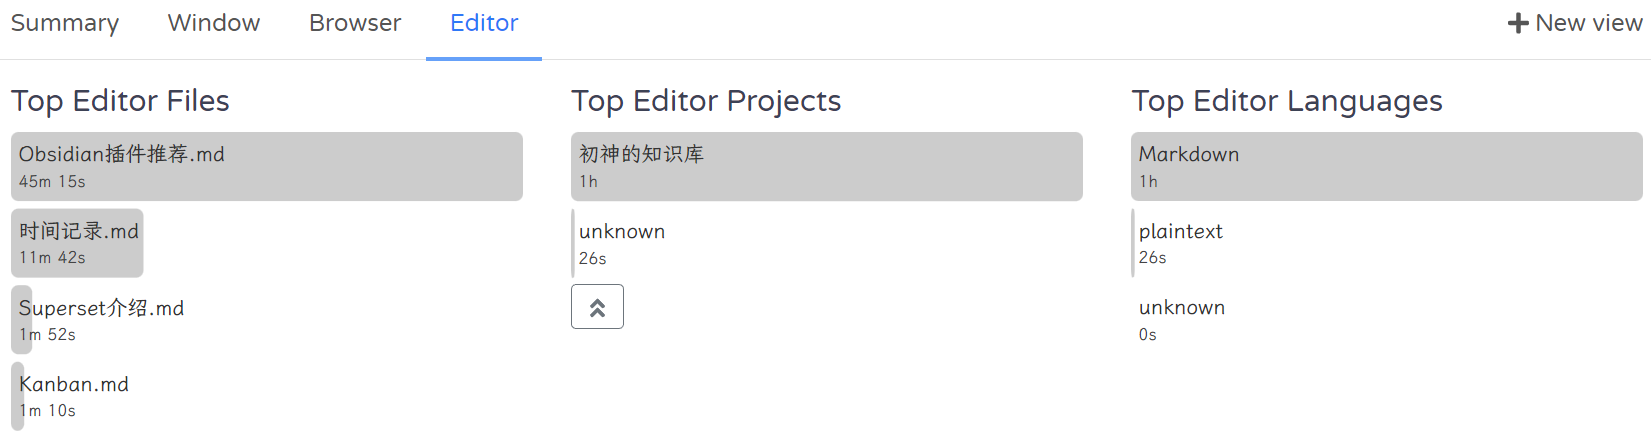 Summary
Window
Browser
Editor
New view
Top Editor Files
Obsidian插件推荐.md
45m 15s
时间记录.md
11m 42s
Superset介绍.md
1m 52s
Kanban.md
1m 10s
Top Editor Projects
初神的知识库
1h
unknown
26s
Top Editor Languages
Markdown
1h
plaintext
26s
unknown
0s